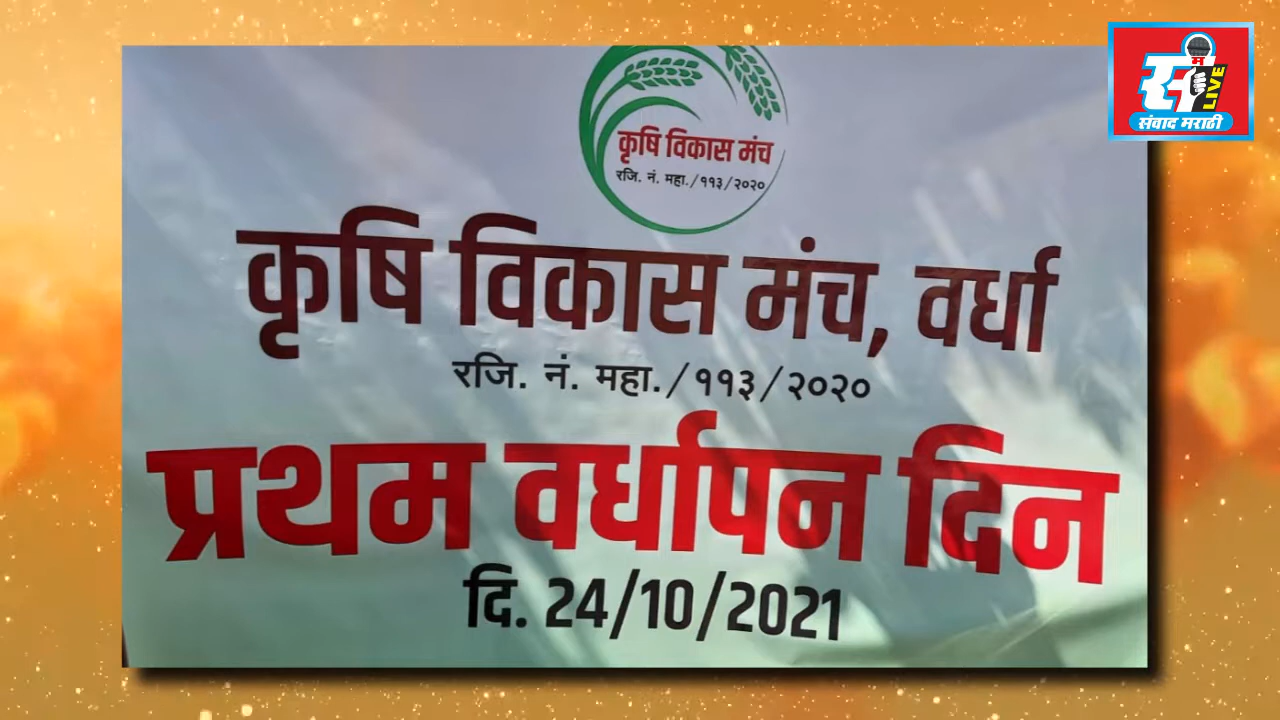 स
म
LIVE
संवाद मराठी
कृषि विकास मंच
रजि. नं. महा./११३/२०२०
कृषि विकास मंच, वर्धा
रजि. नं. महा./११३/२०२०
प्रथम वर्धापन दिन
दि. 24/10/2021